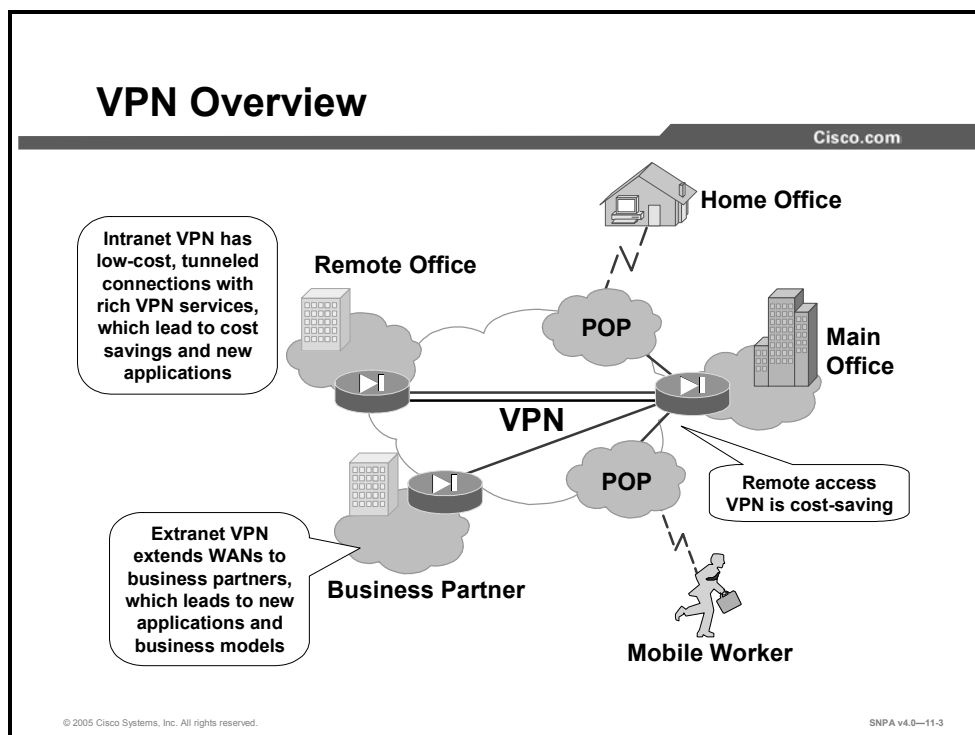 VPN Overview
Cisco.com
Home Office
Intranet VPN has
low-cost, tunneled
connections with
rich VPN services,
which lead to cost
savings and new
applications
Remote Office
POP
Main
Office
VPN
POP
Remote access
VPN is cost-saving
Extranet VPN
extends WANs to
business partners,
which leads to new
applications and
business models
Business Partner
Mobile Worker
© 2005 Cisco Systems, Inc. All rights reserved.
SNPA v4.0—11-3